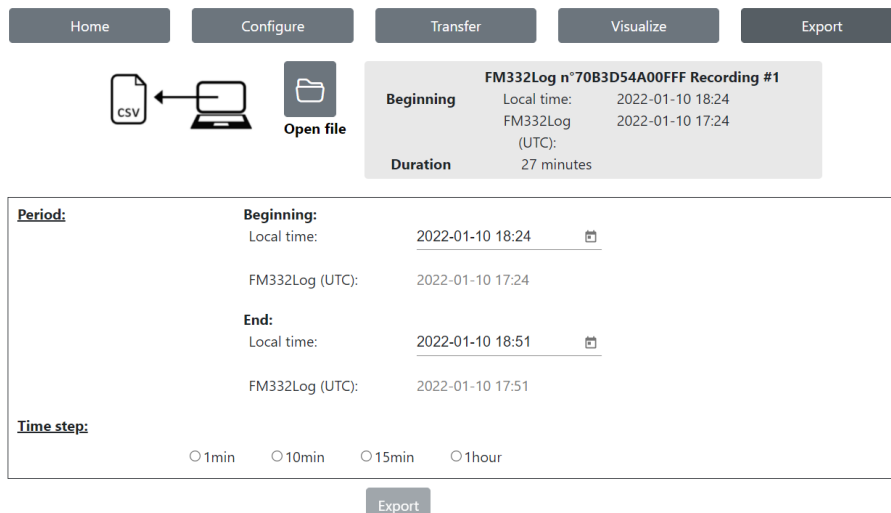 Home Configure Transfer Visualize Export
CSV
Open file
FM332Log n°70B3D54A00FFF Recording #1
Beginning Local time: 2022-01-10 18:24
FM332Log 2022-01-10 17:24
(UTC):
Duration 27 minutes
Period: Beginning:
Local time: 2022-01-10 18:24
FM332Log (UTC): 2022-01-10 17:24
End:
Local time: 2022-01-10 18:51
FM332Log (UTC): 2022-01-10 17:51
Time step:
1min 10min 15min 1hour
Export